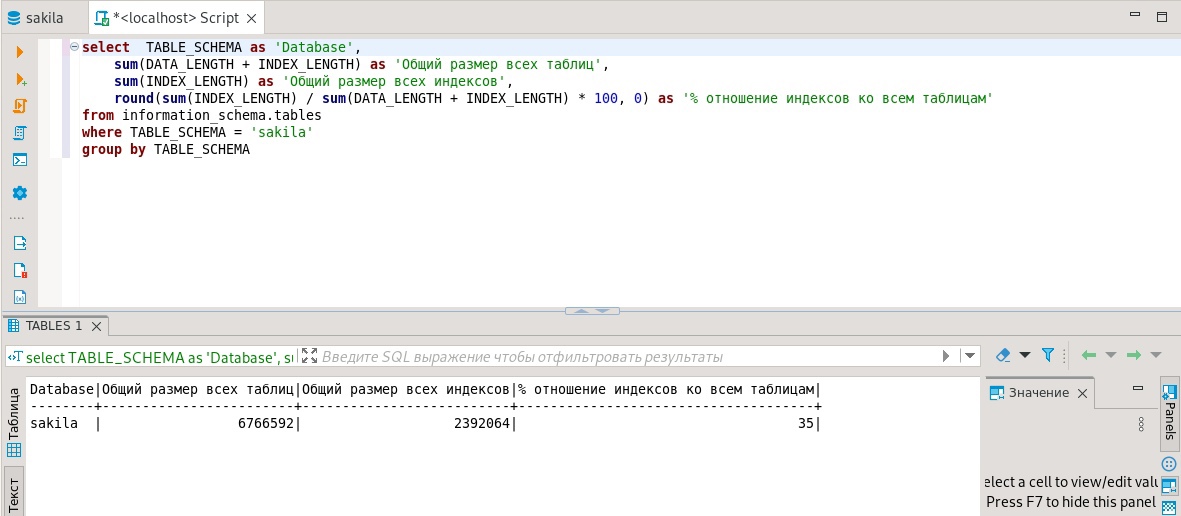 sakila
*<localhost> Script
select  TABLE_SCHEMA as 'Database',
sum(DATA_LENGTH + INDEX_LENGTH) as 'Общий размер всех таблиц',
sum(INDEX_LENGTH) as 'Общий размер всех индексов',
round(sum(INDEX_LENGTH) / sum(DATA_LENGTH + INDEX_LENGTH) * 100, 0) as '% отношение индексов ко всем таблицам'
from information_schema.tables
where TABLE_SCHEMA = 'sakila'
group by TABLE_SCHEMA
TABLES 1
select TABLE_SCHEMA as 'Database', su
Введите SQL выражение чтобы отфильтровать результаты
Таблица
Текст
Database|Общий размер всех таблиц|Общий размер всех индексов|% отношение индексов ко всем таблицам|
--------+------------------------+--------------------------+-------------------------------------+
sakila  |                 6766592|                   2392064|                                   35|
Значение
elect a cell to view/edit valu
Press F7 to hide this panel
Panels